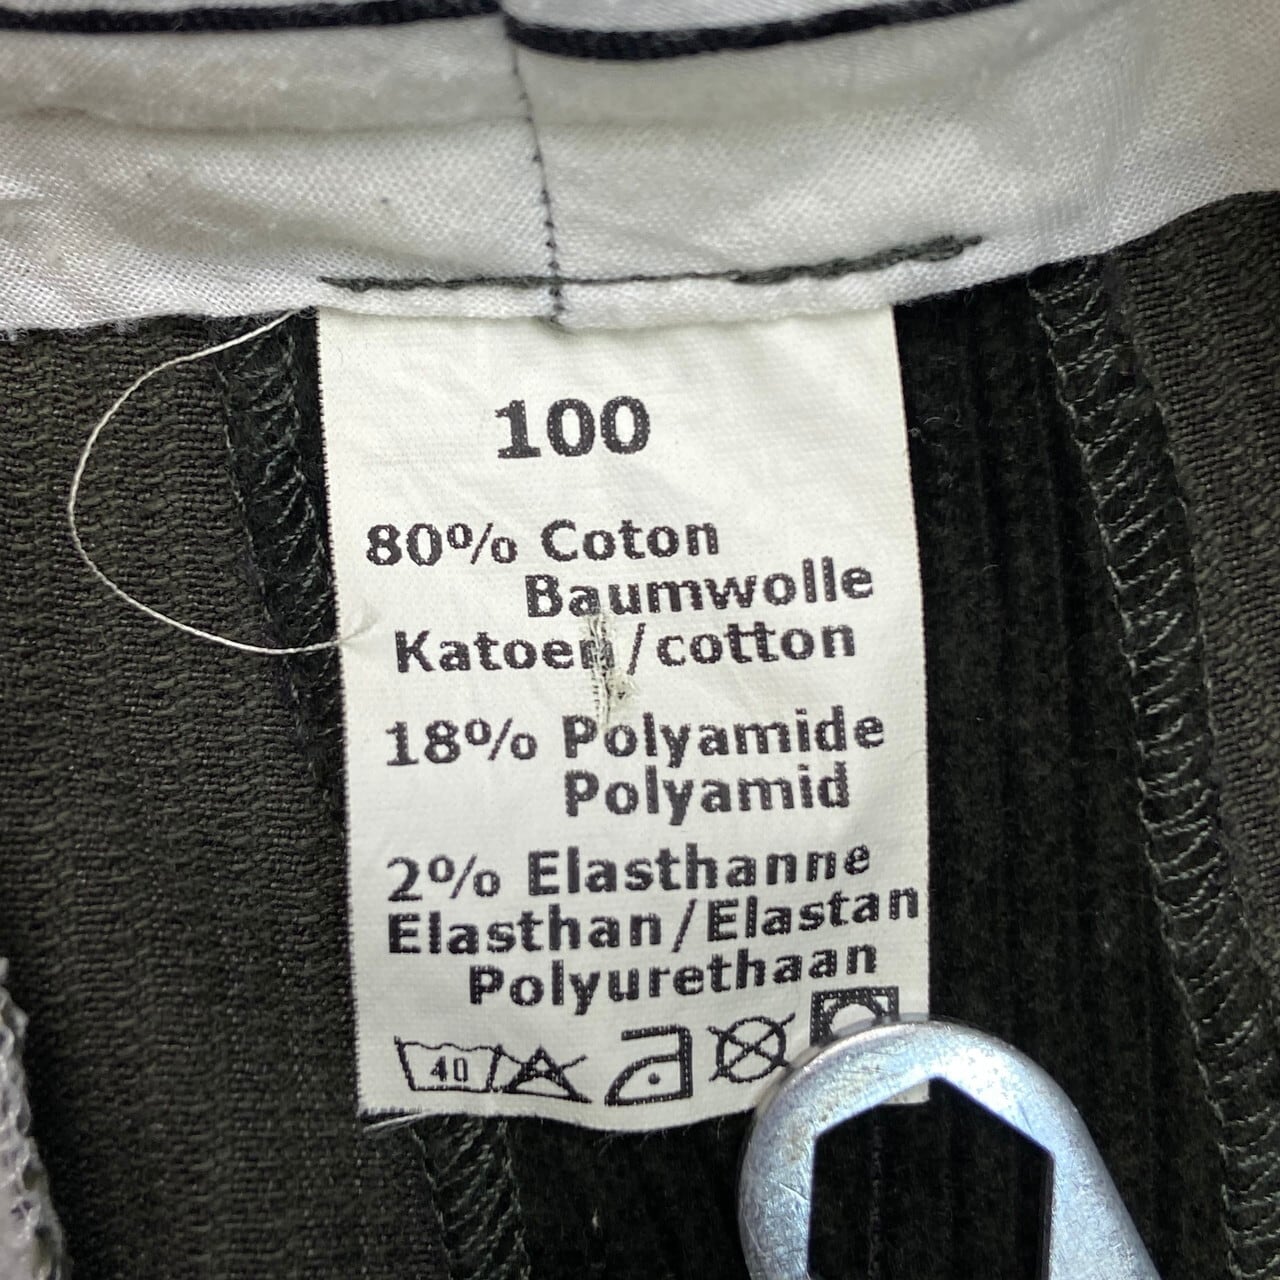 100
80% Coton
Baumwolle
Katoen/cotton
18% Polyamide
Polyamid
2% Elasthanne
Elasthan/Elastan
Polyurethaan
40